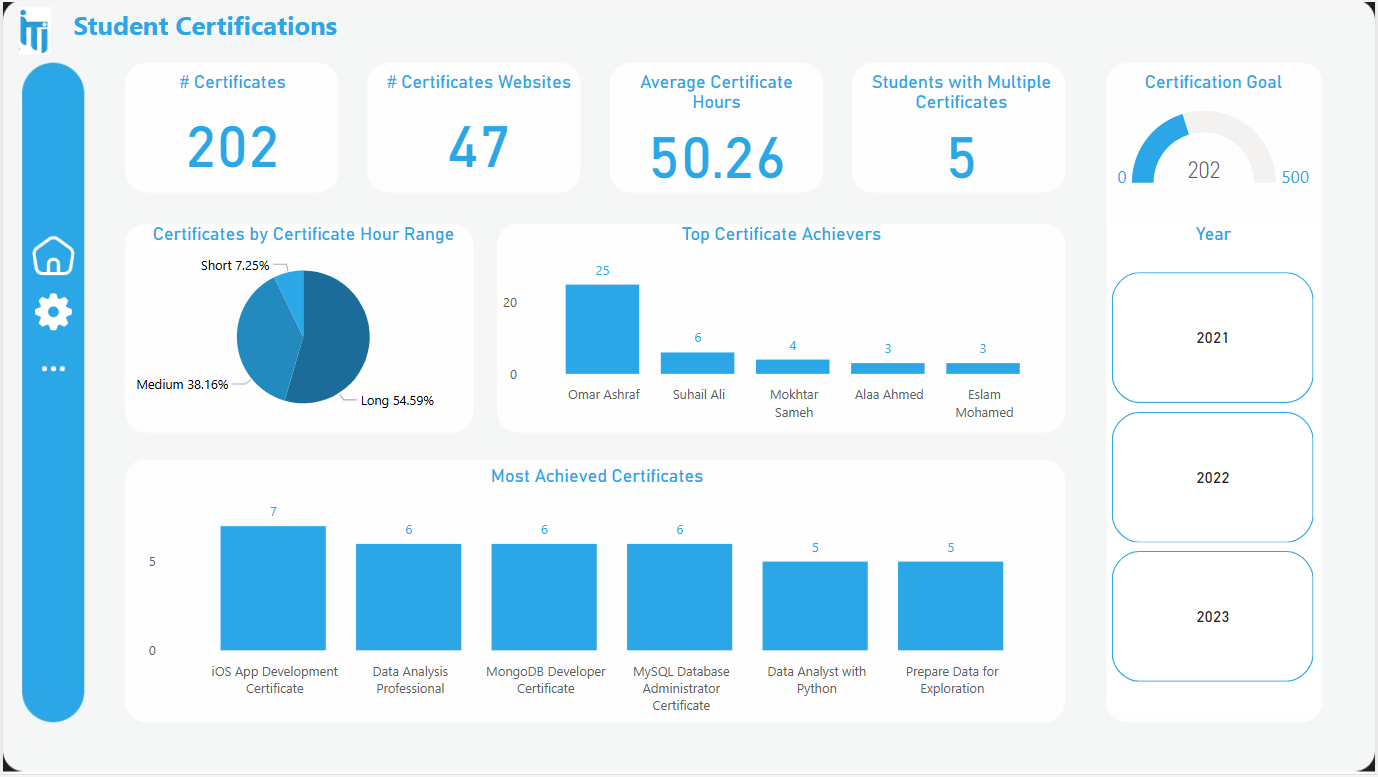 iTi
Student Certifications
# Certificates
202
# Certificates Websites
47
Average Certificate
Hours
50.26
Students with Multiple
Certificates
5
Certification Goal
0
202
500
Certificates by Certificate Hour Range
Short 7.25%
Medium 38.16%
Long 54.59%
Top Certificate Achievers
20
0
25
6
4
3
3
Omar Ashraf
Suhail Ali
Mokhtar
Sameh
Alaa Ahmed
Eslam
Mohamed
Year
2021
2022
2023
Most Achieved Certificates
5
0
7
6
6
6
5
5
iOS App Development
Certificate
Data Analysis
Professional
MongoDB Developer
Certificate
MySQL Database
Administrator
Certificate
Data Analyst with
Python
Prepare Data for
Exploration